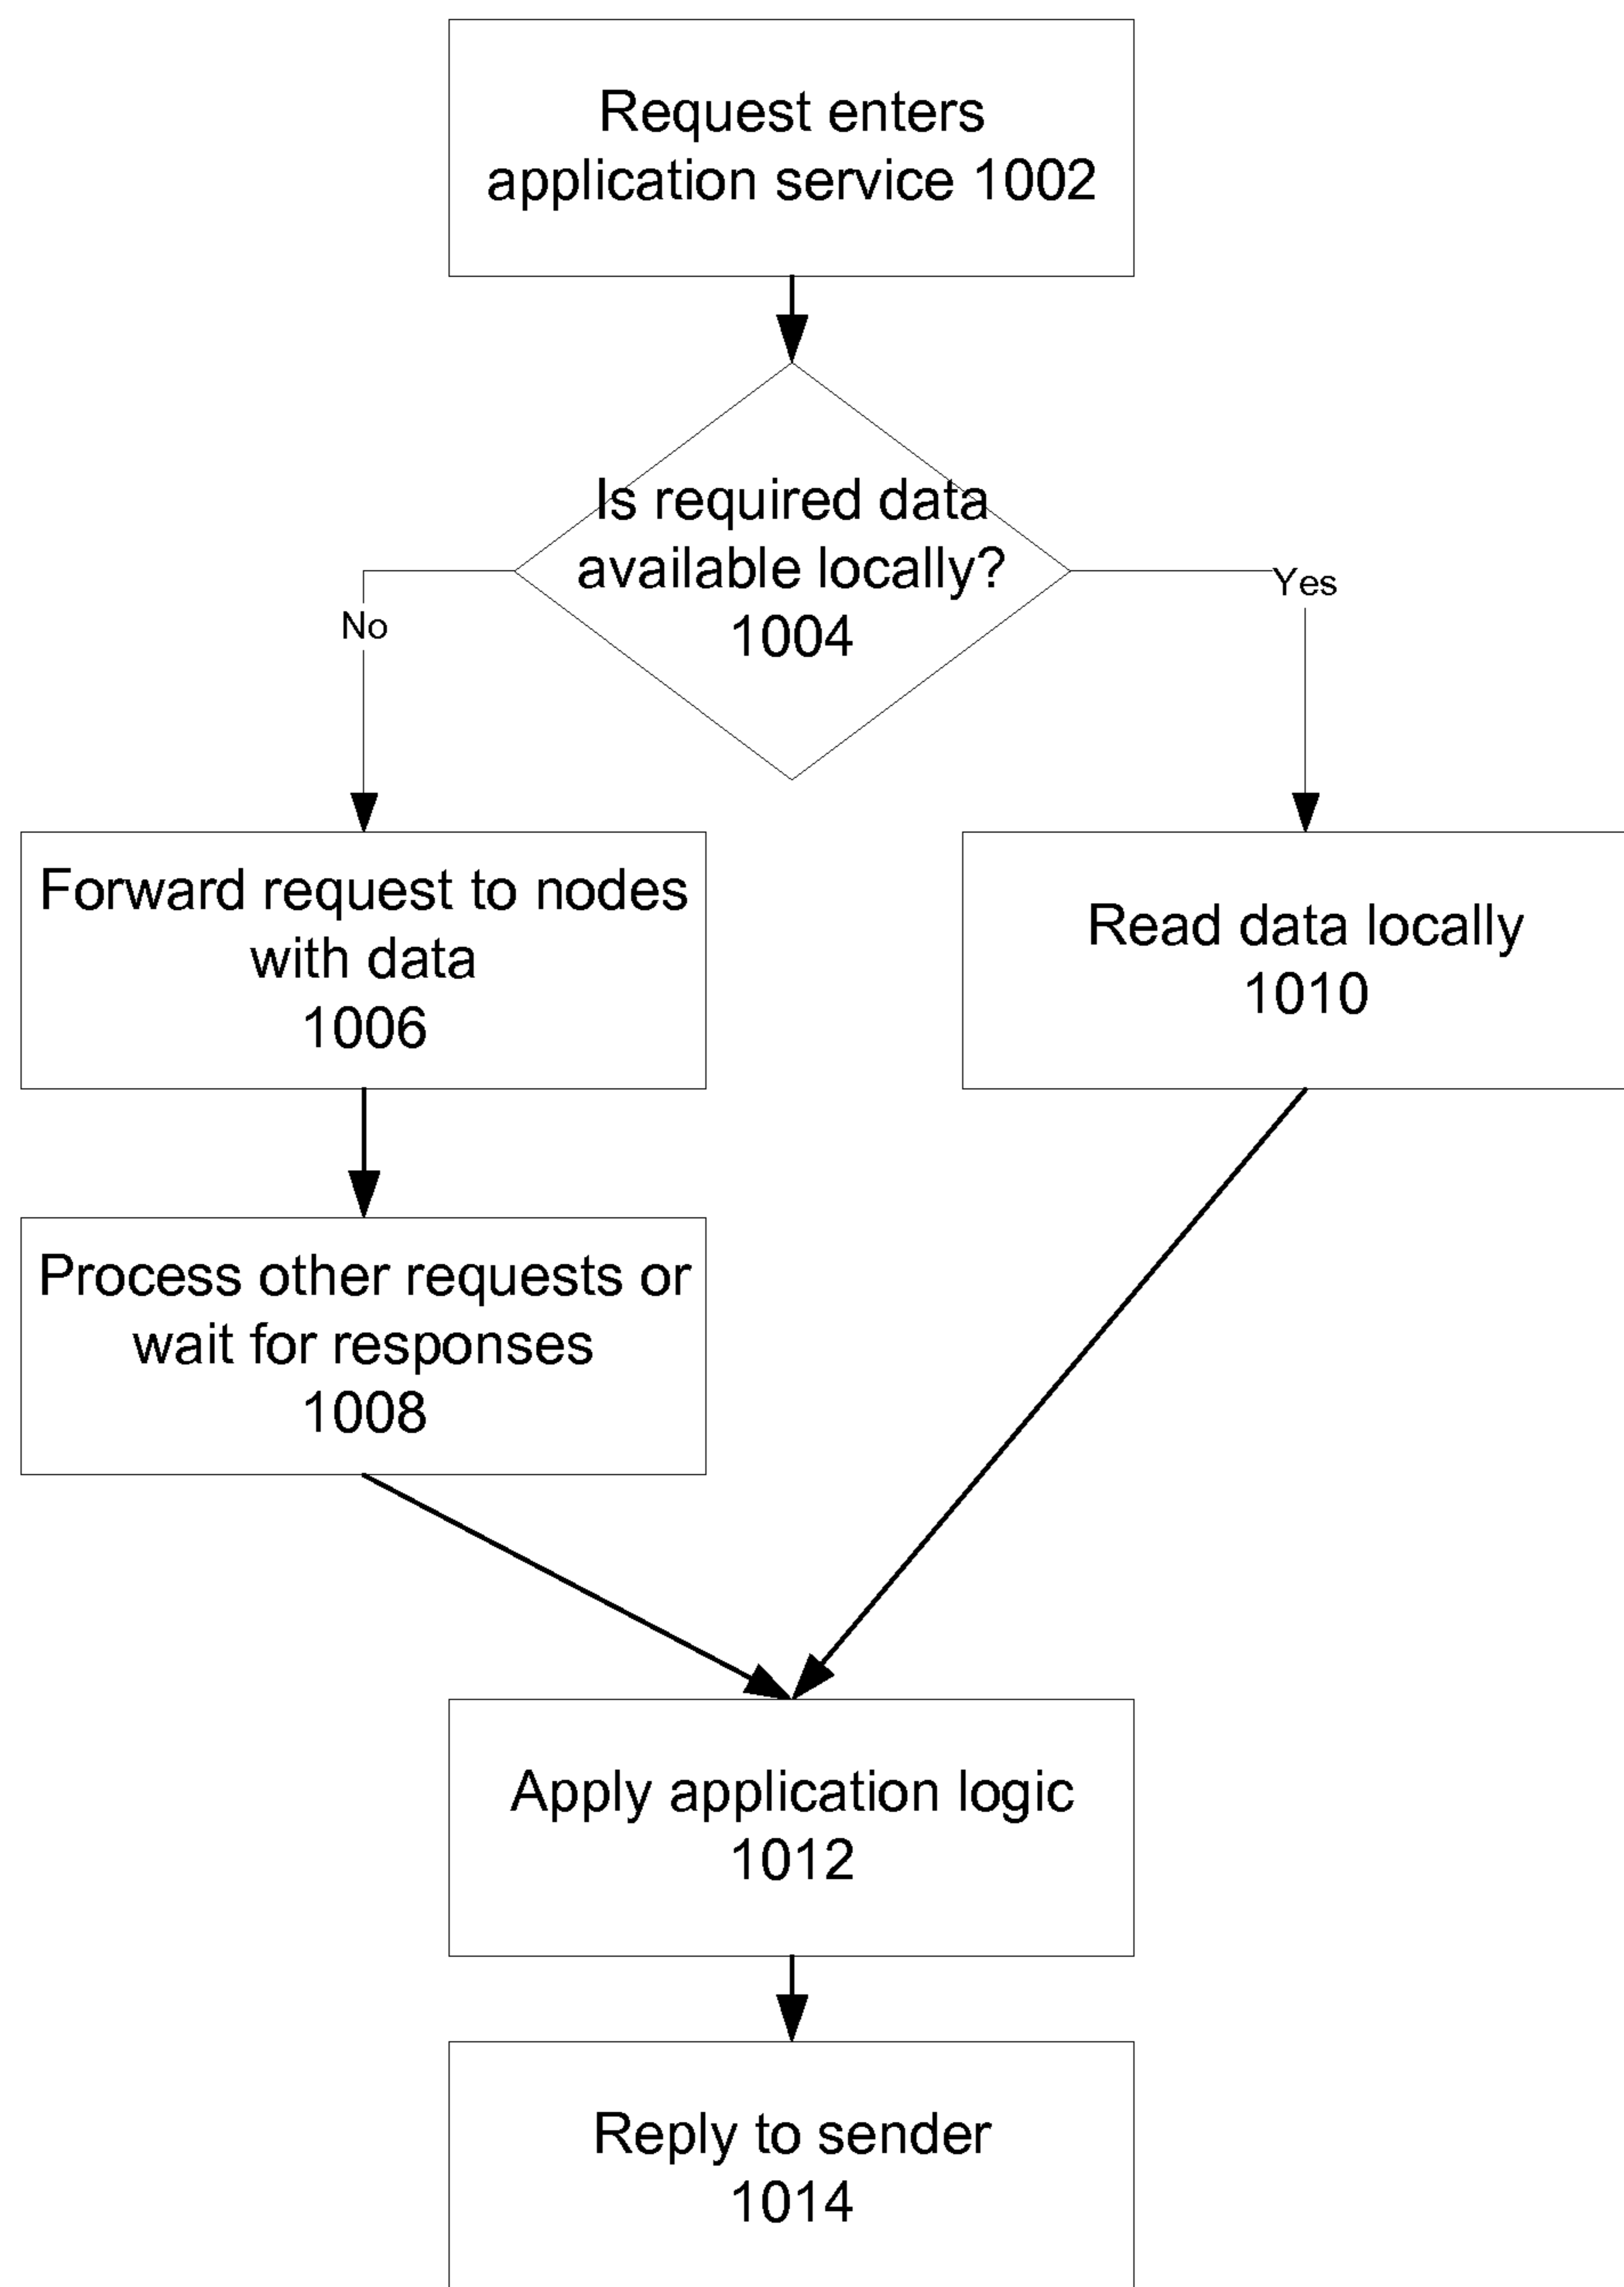 Request enters
application service 1002
Is required data
available locally?
1004
No
Yes
Forward request to nodes
with data
1006
Read data locally
1010
Process other requests or
wait for responses
1008
Apply application logic
1012
Reply to sender
1014